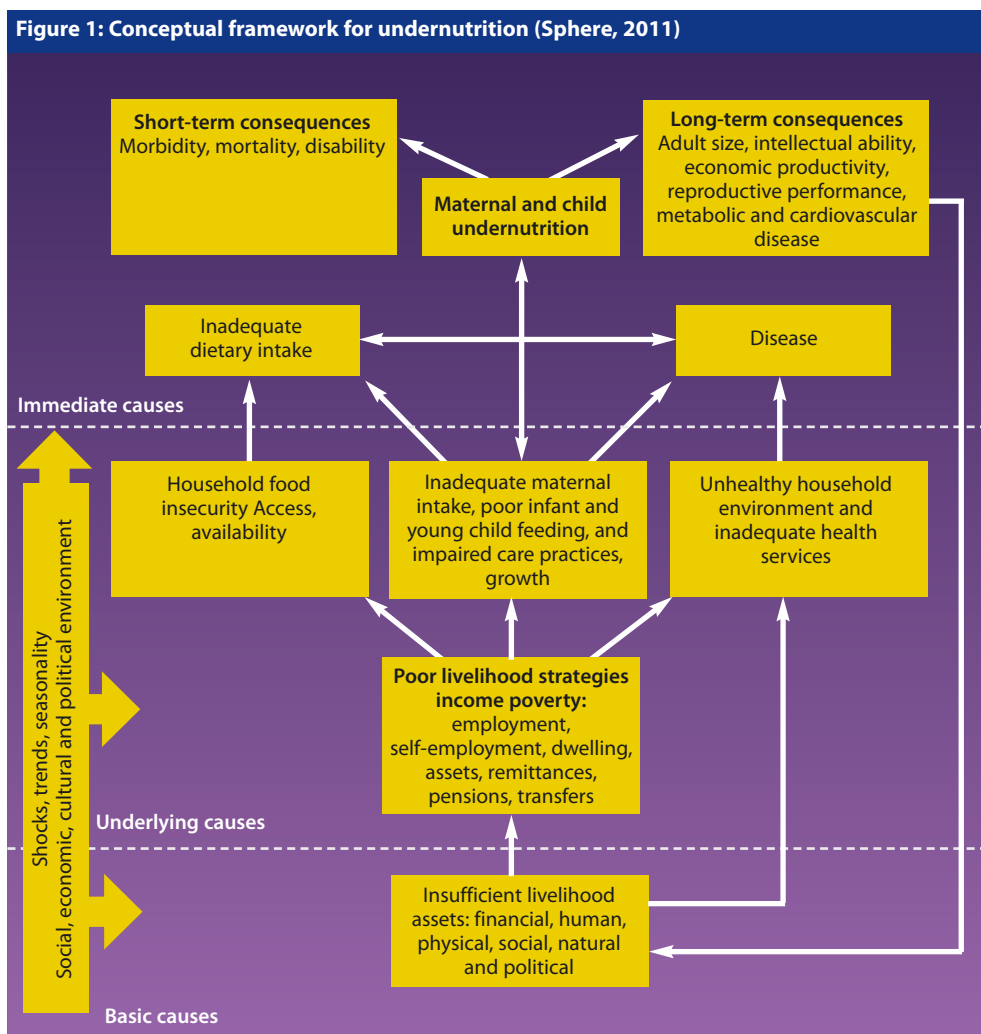 Figure 1: Conceptual framework for undernutrition (Sphere, 2011)
Short-term consequences
Morbidity, mortality, disability
Long-term consequences
Adult size, intellectual ability,
economic productivity,
reproductive performance,
metabolic and cardiovascular
disease
Maternal and child
undernutrition
Inadequate
dietary intake
Disease
Immediate causes
Household food
insecurity Access,
availability
Inadequate maternal
intake, poor infant and
young child feeding, and
impaired care practices,
growth
Unhealthy household
environment and
inadequate health
services
Shocks, trends, seasonality
Social, economic, cultural and political environment
Poor livelihood strategies
income poverty:
employment,
self-employment, dwelling,
assets, remittances,
pensions, transfers
Underlying causes
Insufficient livelihood
assets: financial, human,
physical, social, natural
and political
Basic causes